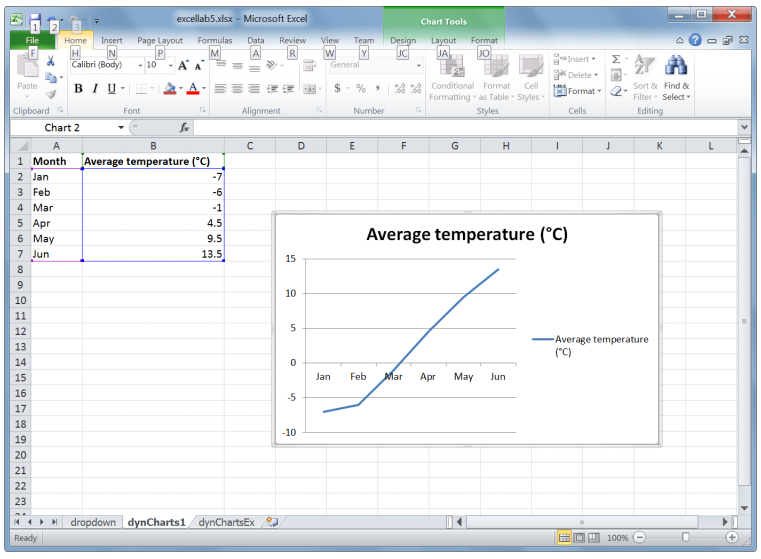 excellab5.xlsx - Microsoft Excel
Chart Tools
1 2 3
File Home Insert Page Layout Formulas Data Review View Team Design Layout Format
F H N P M A R W Y JC JA JO
Calibri (Body) 10 A A General Insert Σ
Paste B I U A $ % , .0 .00 .00 .0 Conditional Formatting Format as Table Cell Styles Delete Format Sort & Filter Find & Select
Clipboard Font Alignment Number Styles Cells Editing
Chart 2 fx
A B C D E F G H I J K L
1 Month Average temperature (°C)
2 Jan -7
3 Feb -6
4 Mar -1
5 Apr 4.5
6 May 9.5
7 Jun 13.5
8
9
10
11
12
13
14
15
16
17
18
19
20
21
22
23
Average temperature (°C)
15
10
5
0
Jan Feb Mar Apr May Jun
-5
-10
Average temperature
(°C)
dropdown dynCharts1 dynChartsEx
Ready 100%